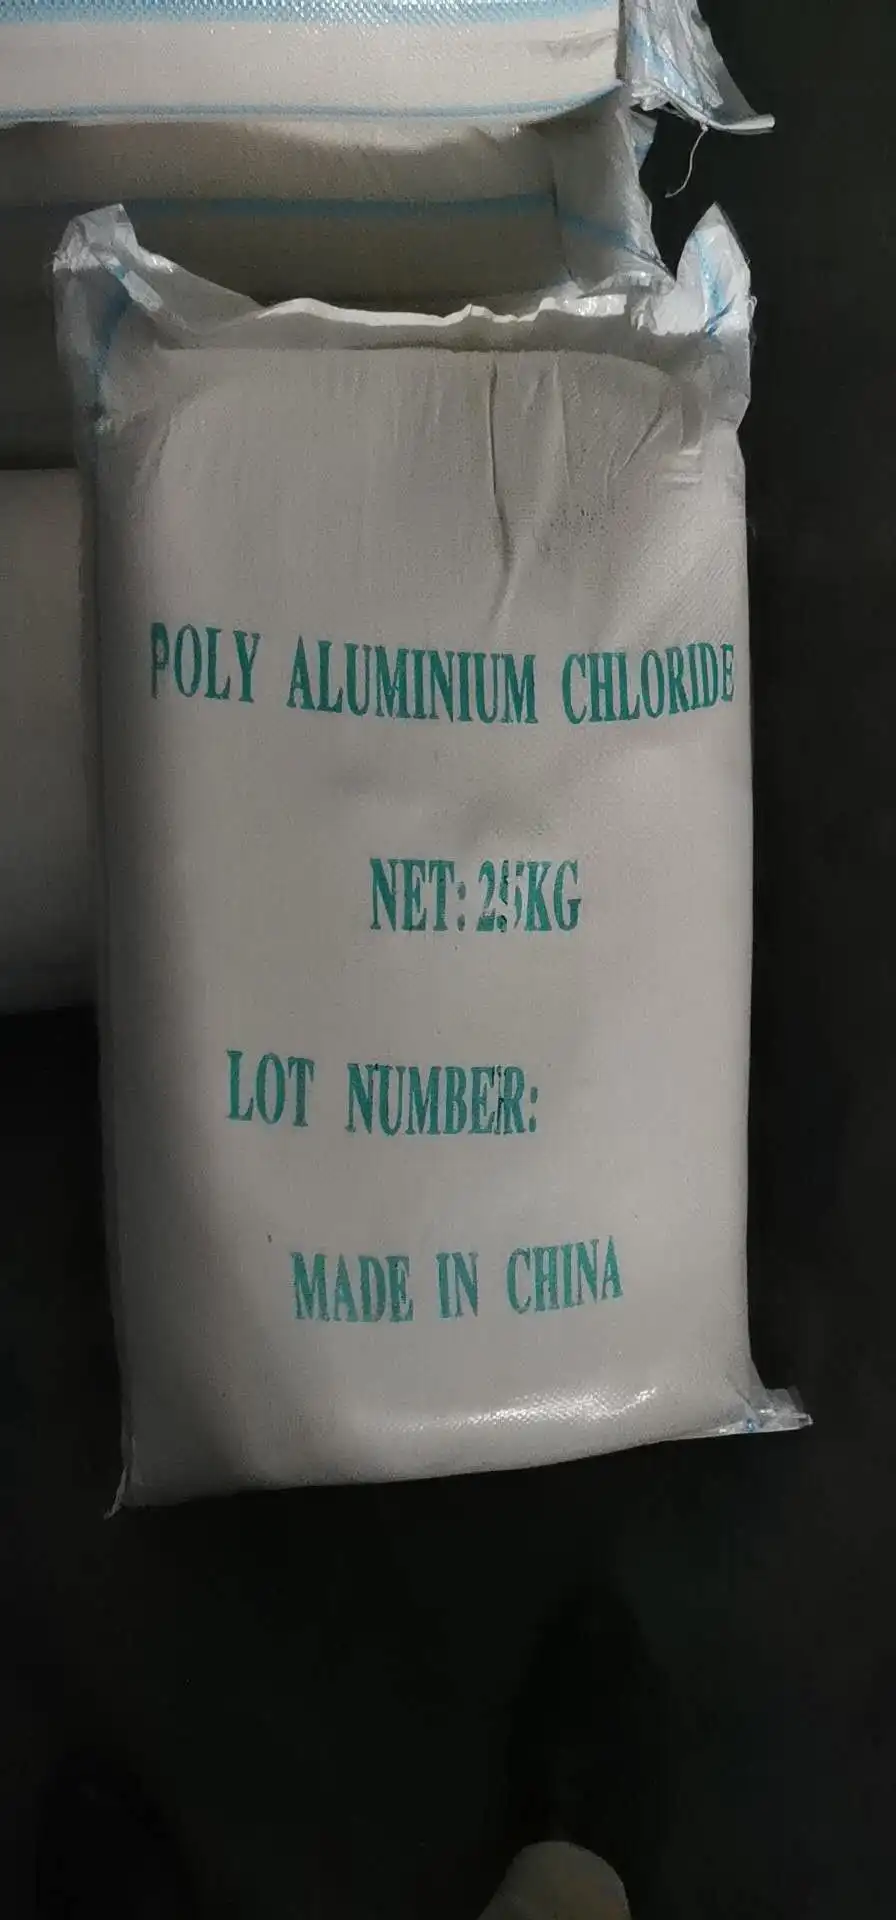 POLY ALUMINIUM CHLORIDE
NET: 25KG
LOT NUMBER:
MADE IN CHINA